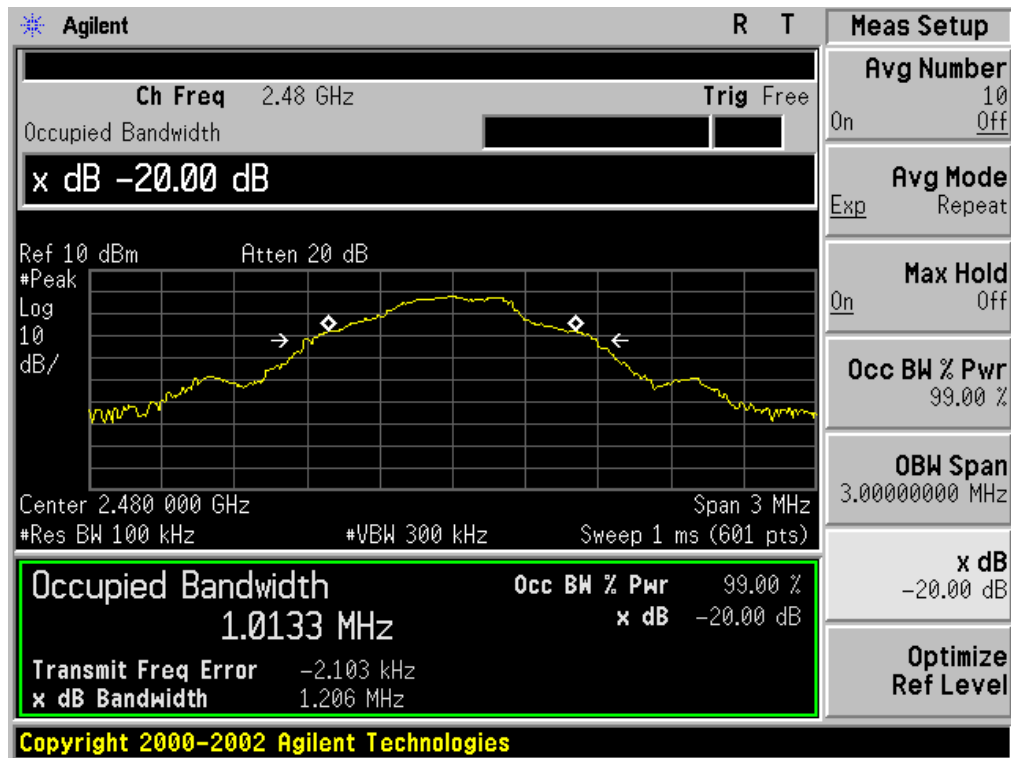 Agilent R T
Ch Freq 2.48 GHz Trig Free
Occupied Bandwidth
x dB -20.00 dB
Ref 10 dBm Atten 20 dB
#Peak
Log
10
dB/
Center 2.480 000 GHz Span 3 MHz
#Res BW 100 kHz #VBW 300 kHz Sweep 1 ms (601 pts)
Occupied Bandwidth Occ BW % Pwr 99.00 %
1.0133 MHz x dB -20.00 dB
Transmit Freq Error -2.103 kHz
x dB Bandwidth 1.206 MHz
Copyright 2000-2002 Agilent Technologies
Meas Setup
Avg Number
10
On Off
Avg Mode
Exp Repeat
Max Hold
On Off
Occ BW % Pwr
99.00 %
OBW Span
3.00000000 MHz
x dB
-20.00 dB
Optimize
Ref Level